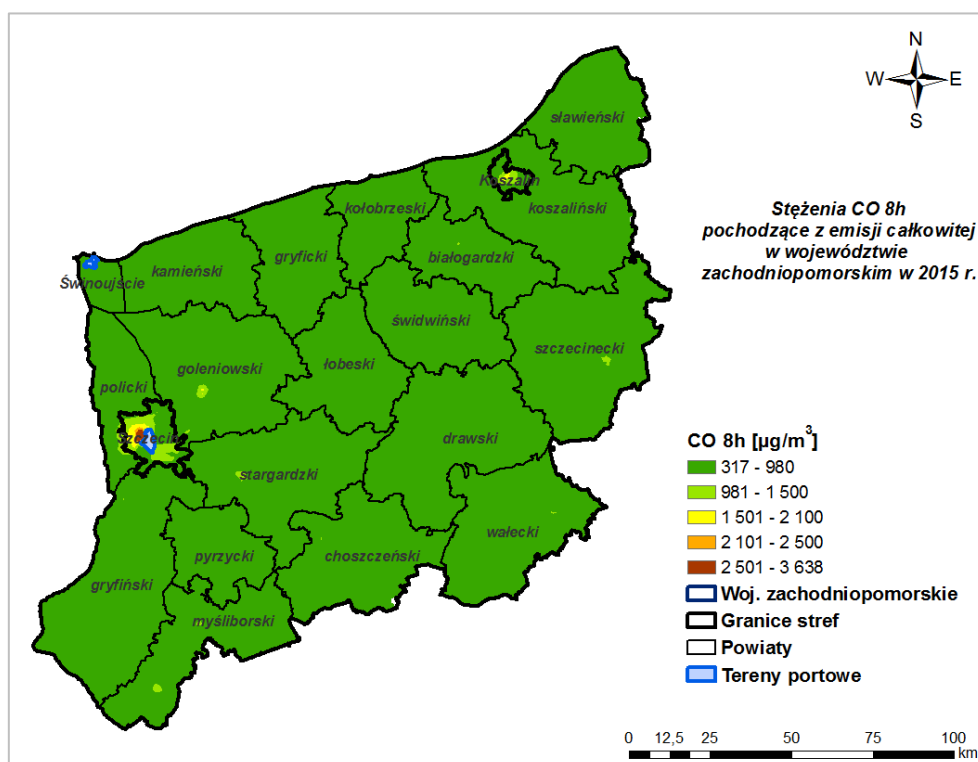 N
W E
S
Stężenia CO 8h
pochodzące z emisji całkowitej
w województwie
zachodniopomorskim w 2015 r.
sławieński
Koszalin
koszaliński
kołobrzeski
gryficki
białogardzki
kamieński
Świnoujście
świdwiński
szczecinecki
łobeski
goleniowski
policki
Szczecin
drawski
stargardzki
wałecki
pyrzycki
choszczeński
gryfiński
myśliborski
CO 8h [µg/m³]
317 - 980
981 - 1 500
1 501 - 2 100
2 101 - 2 500
2 501 - 3 638
Woj. zachodniopomorskie
Granice stref
Powiaty
Tereny portowe
0 12,5 25 50 75 100
km